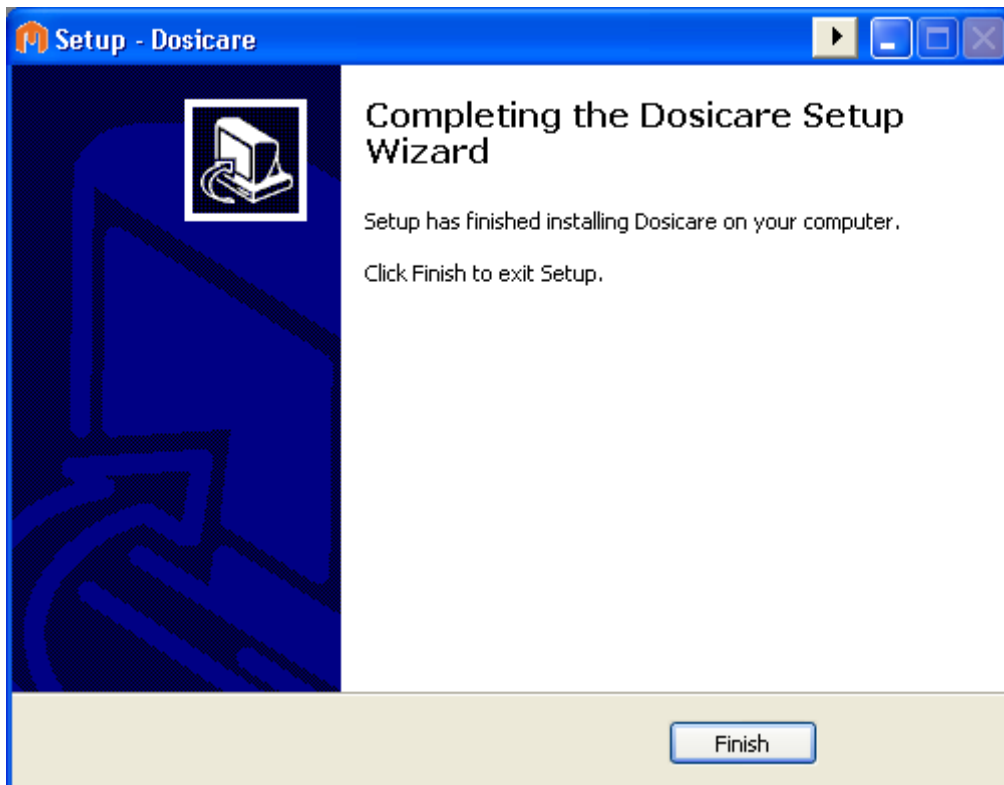 Setup - Dosicare
Completing the Dosicare Setup
Wizard
Setup has finished installing Dosicare on your computer.
Click Finish to exit Setup.
Finish